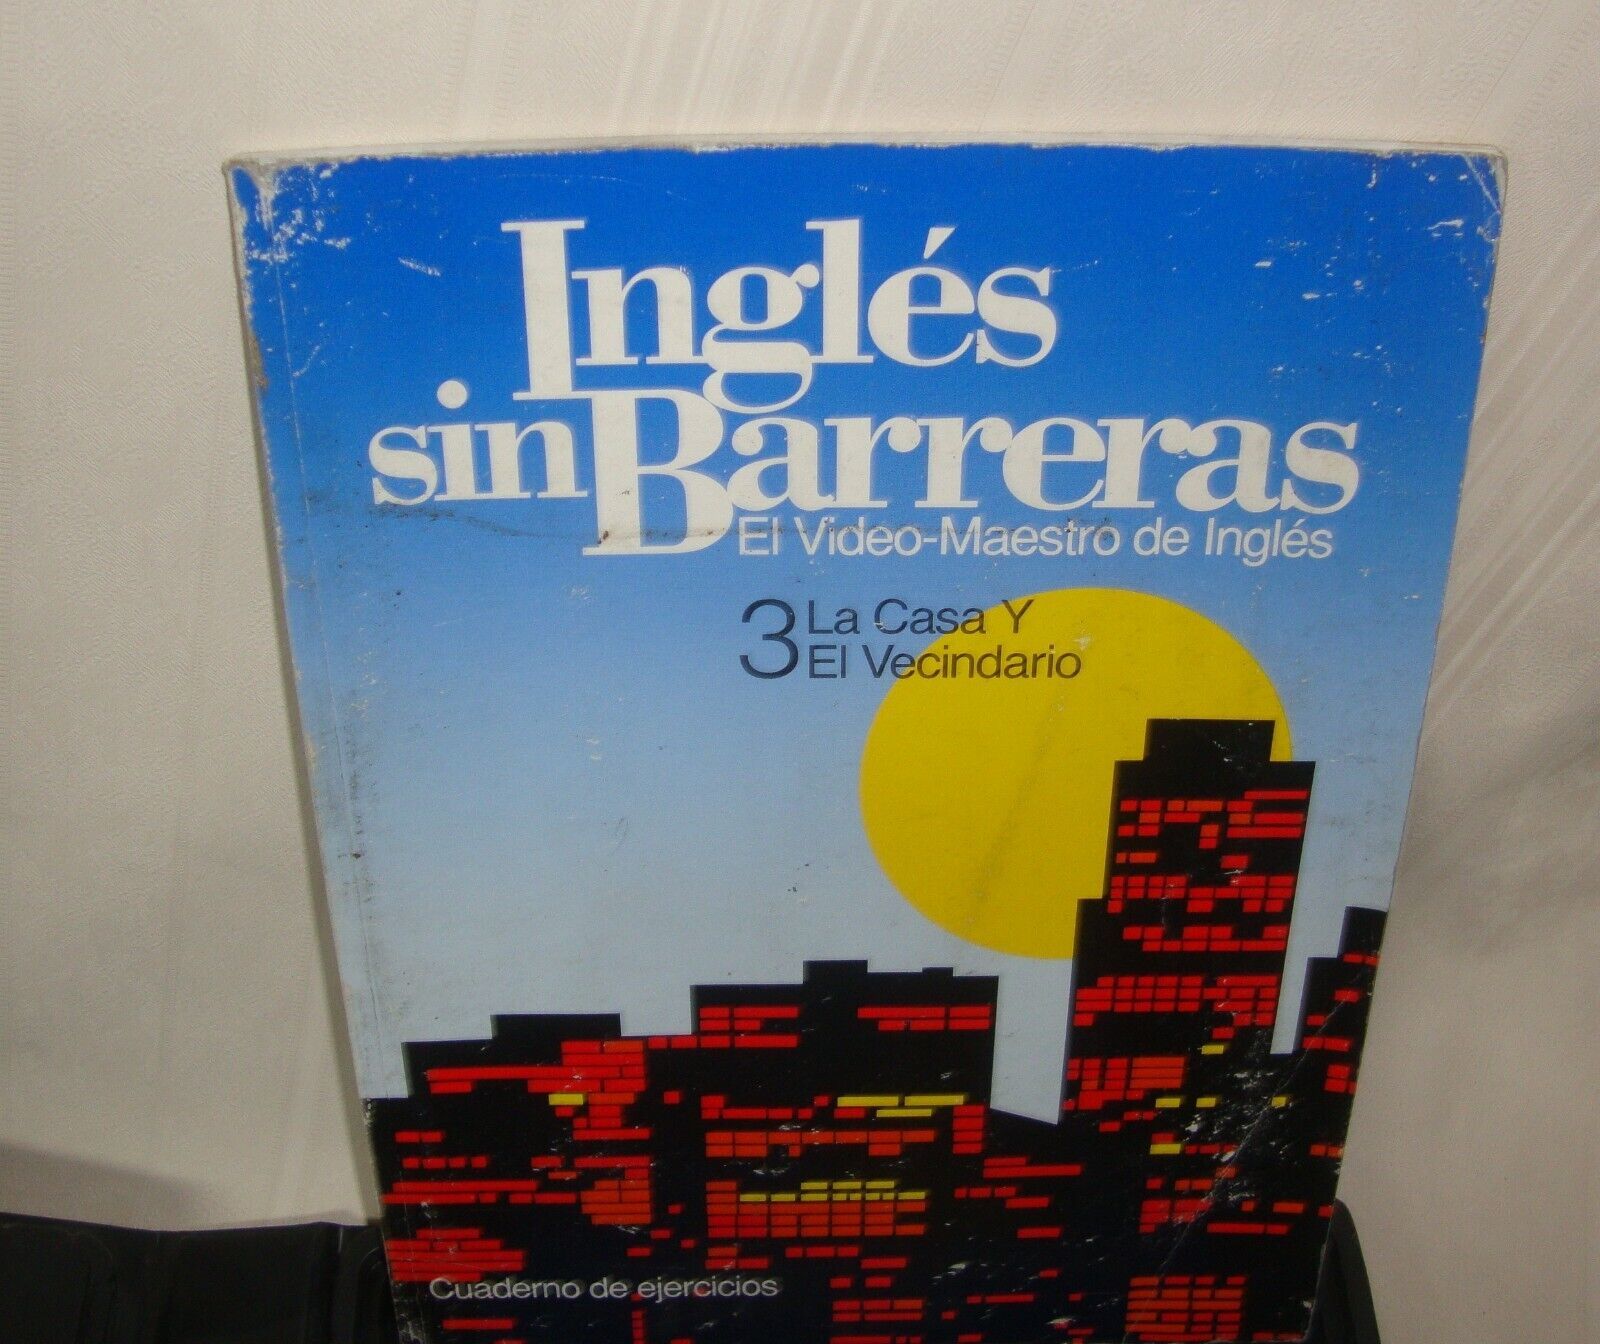 Inglés
sin Barreras
El Video-Maestro de Inglés
3 La Casa Y
El Vecindario
Cuaderno de ejercicios